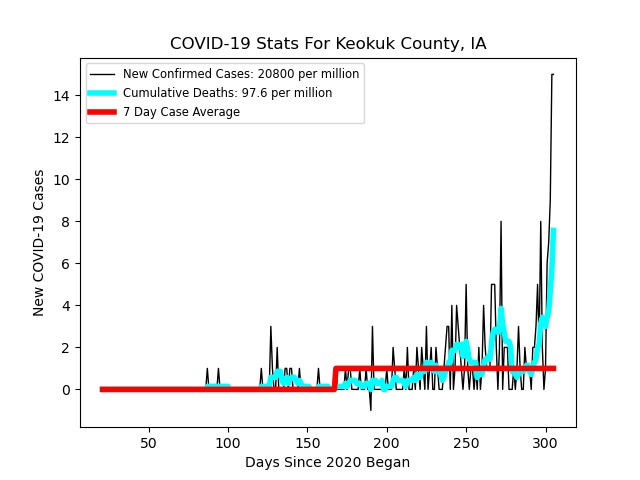 COVID-19 Stats For Keokuk County, IA
New Confirmed Cases: 20800 per million
Cumulative Deaths: 97.6 per million
7 Day Case Average
14
12
10
8
6
4
2
0
New COVID-19 Cases
50 100 150 200 250 300
Days Since 2020 Began